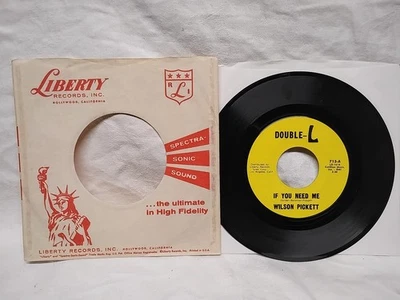 LIBERTY
RECORDS, INC.
HOLLYWOOD, CALIFORNIA
SPECTRA-
SONIC
SOUND
...the ultimate
in High Fidelity
LIBERTY RECORDS, INC.
HOLLYWOOD, CALIFORNIA
DOUBLE-L
713-A
IF YOU NEED ME
WILSON PICKETT